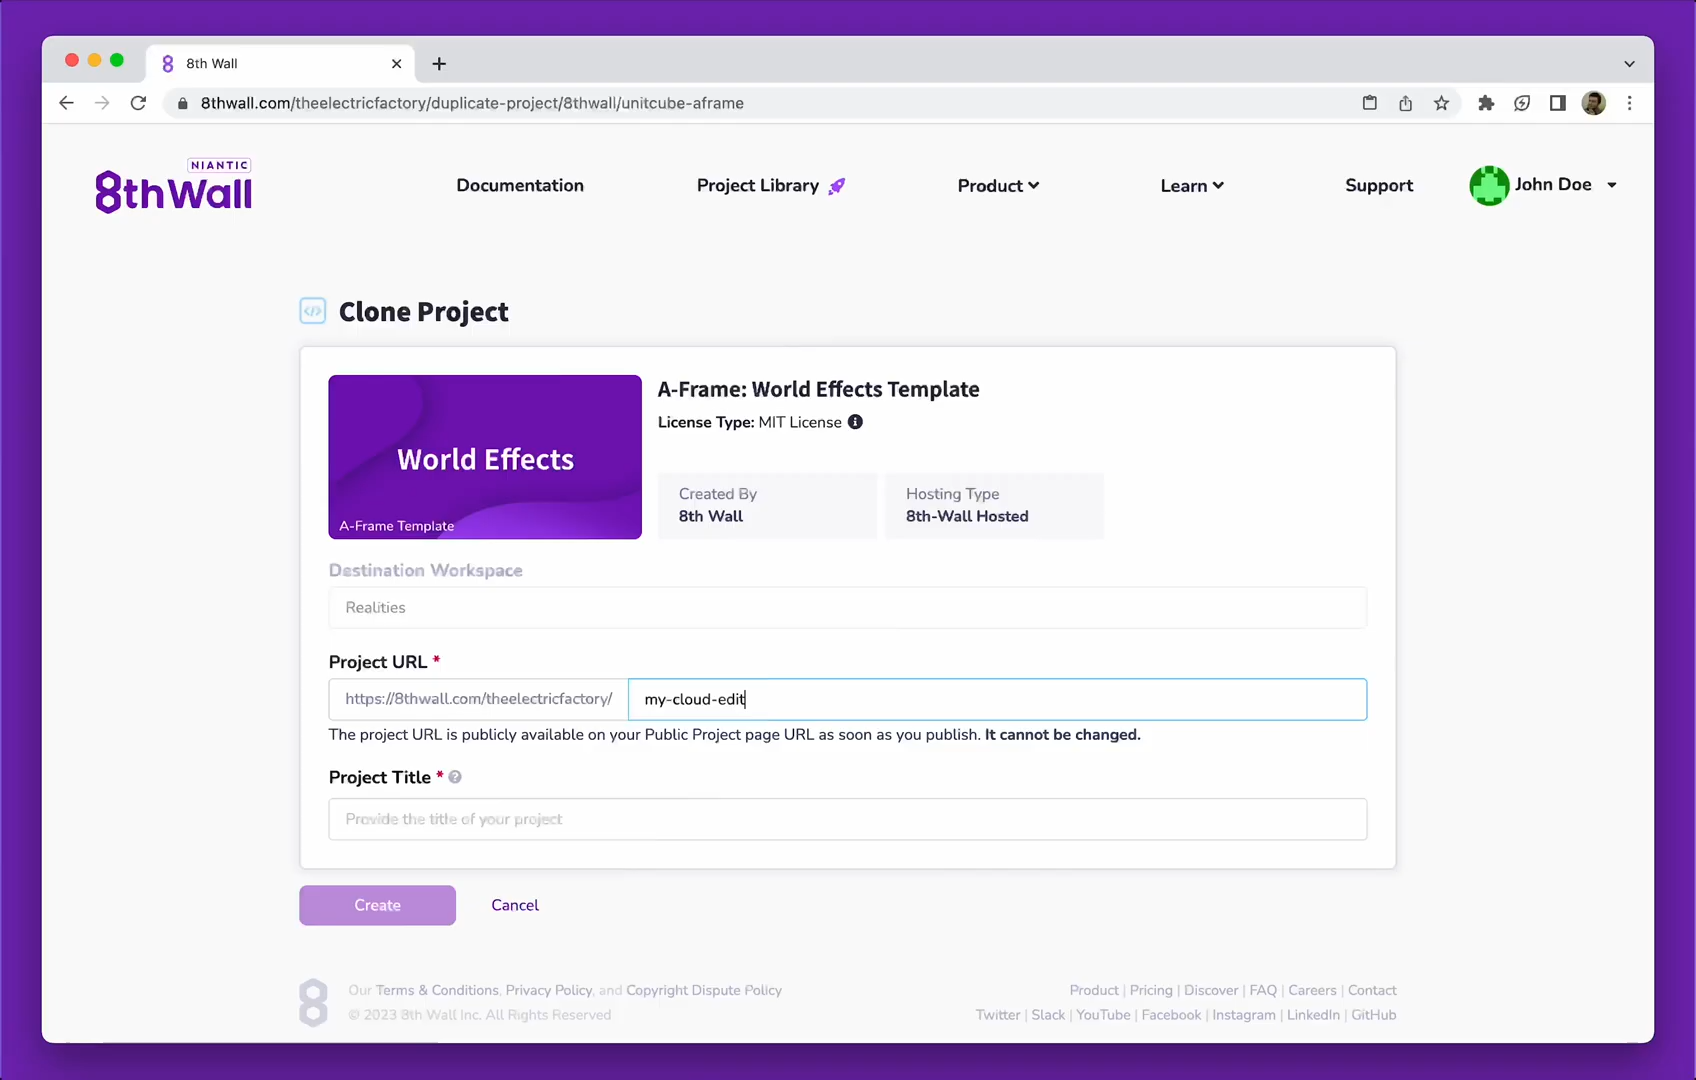 8th Wall
8thwall.com/theelectricfactory/duplicate-project/8thwall/unitcube-aframe
NIANTIC
8thWall
Documentation
Project Library
Product
Learn
Support
John Doe
Clone Project
World Effects
A-Frame Template
A-Frame: World Effects Template
License Type: MIT License
Created By
8th Wall
Hosting Type
8th-Wall Hosted
Destination Workspace
Realities
Project URL *
https://8thwall.com/theelectricfactory/ my-cloud-edit
The project URL is publicly available on your Public Project page URL as soon as you publish. It cannot be changed.
Project Title * ?
Provide the title of your project
Create
Cancel
Our Terms & Conditions, Privacy Policy, and Copyright Dispute Policy
© 2023 8th Wall Inc. All Rights Reserved
Product | Pricing | Discover | FAQ | Careers | Contact
Twitter | Slack | YouTube | Facebook | Instagram | LinkedIn | GitHub